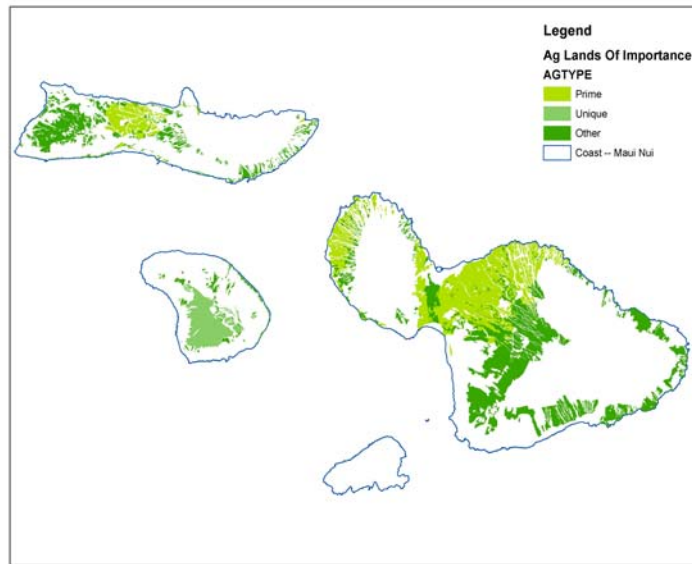 Legend
Ag Lands Of Importance
AGTYPE
Prime
Unique
Other
Coast -- Maui Nui